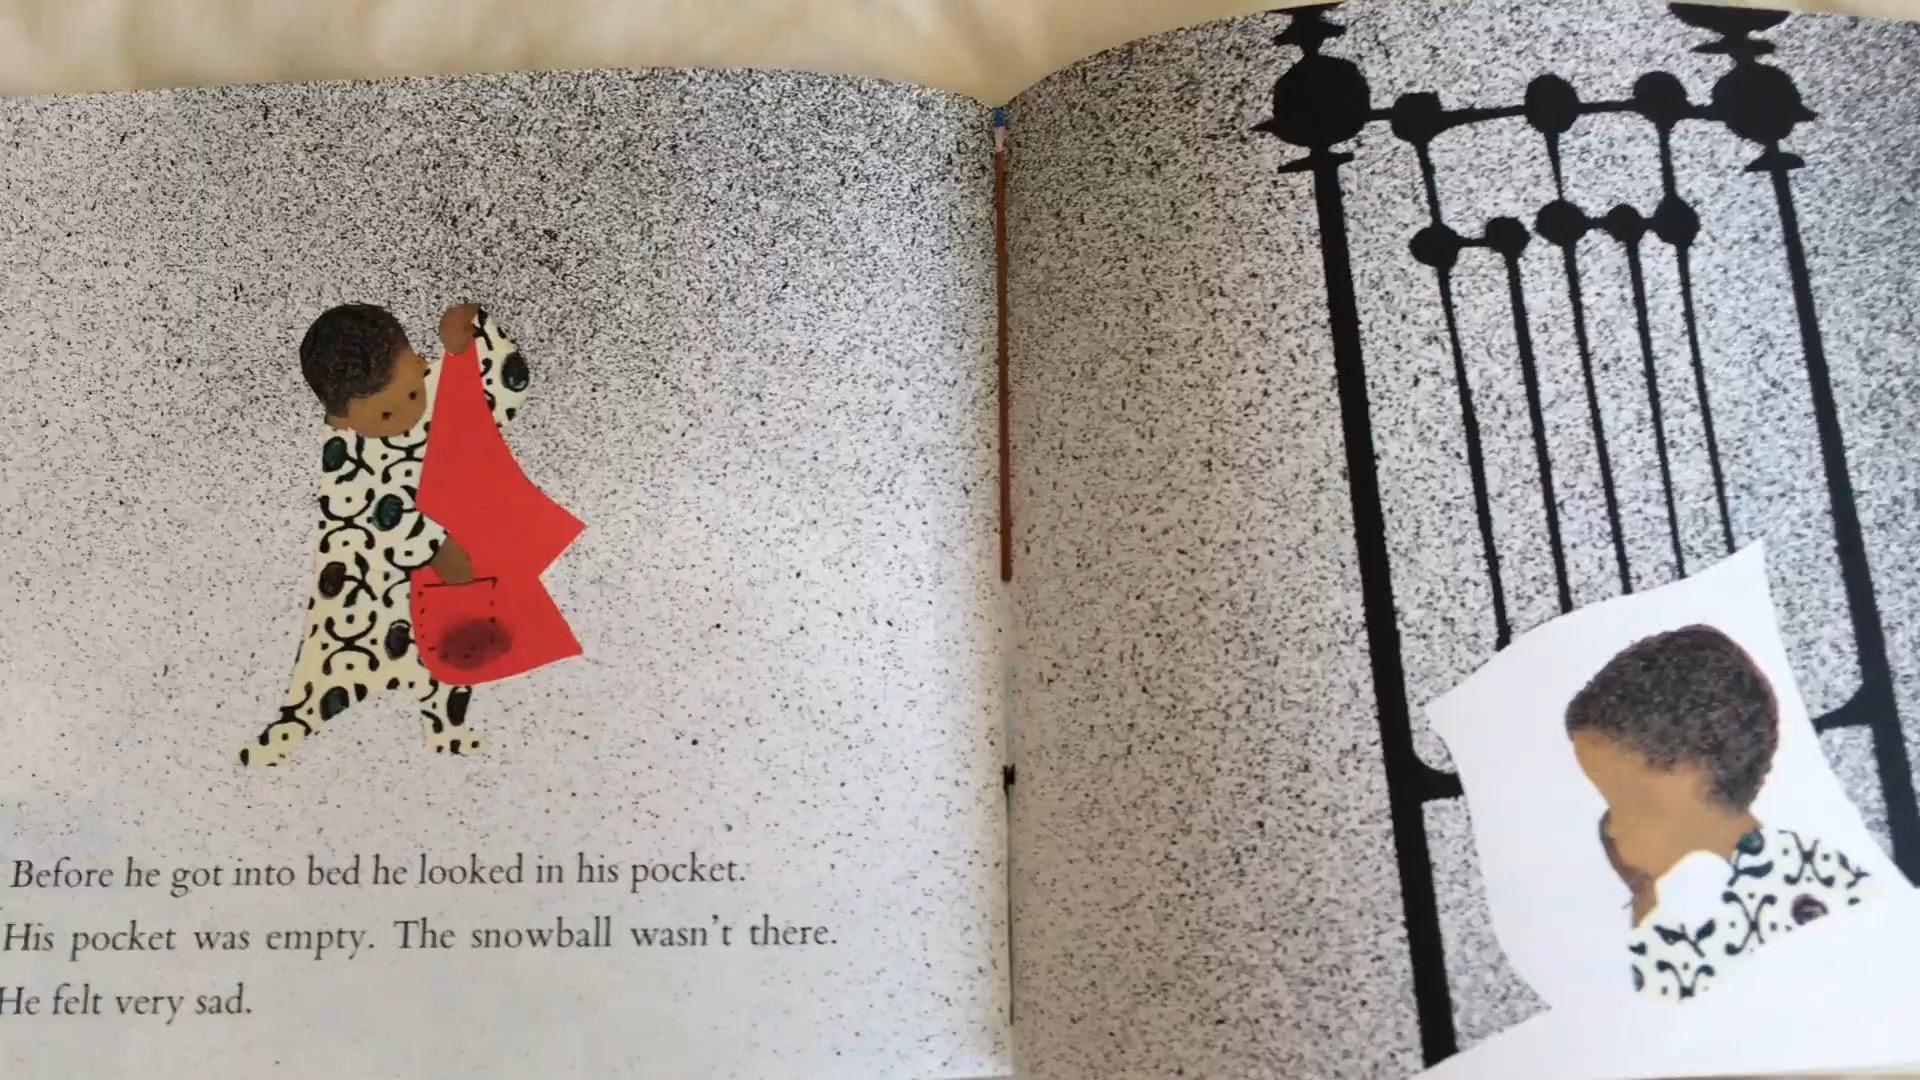 Before he got into bed he looked in his pocket.
His pocket was empty. The snowball wasn't there.
He felt very sad.